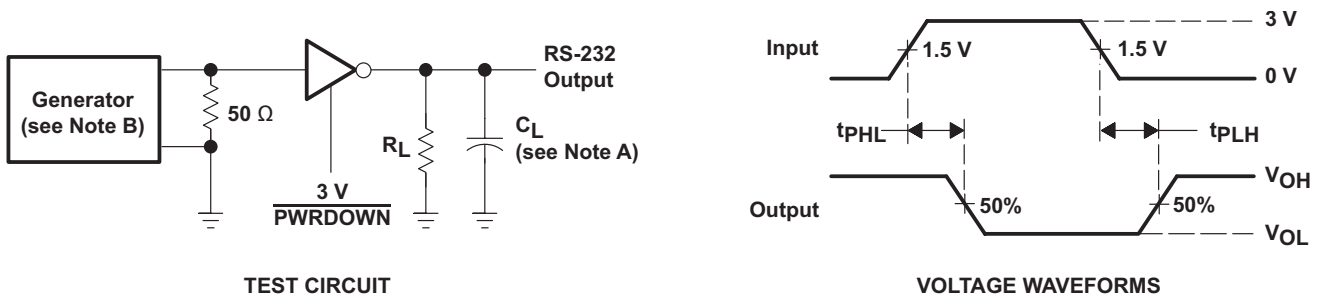 Generator
(see Note B)
50 Ω
3 V
PWRDOWN
RL
CL
(see Note A)
RS-232
Output
TEST CIRCUIT
Input
1.5 V
1.5 V
3 V
0 V
tPHL
tPLH
Output
50%
50%
VOH
VOL
VOLTAGE WAVEFORMS